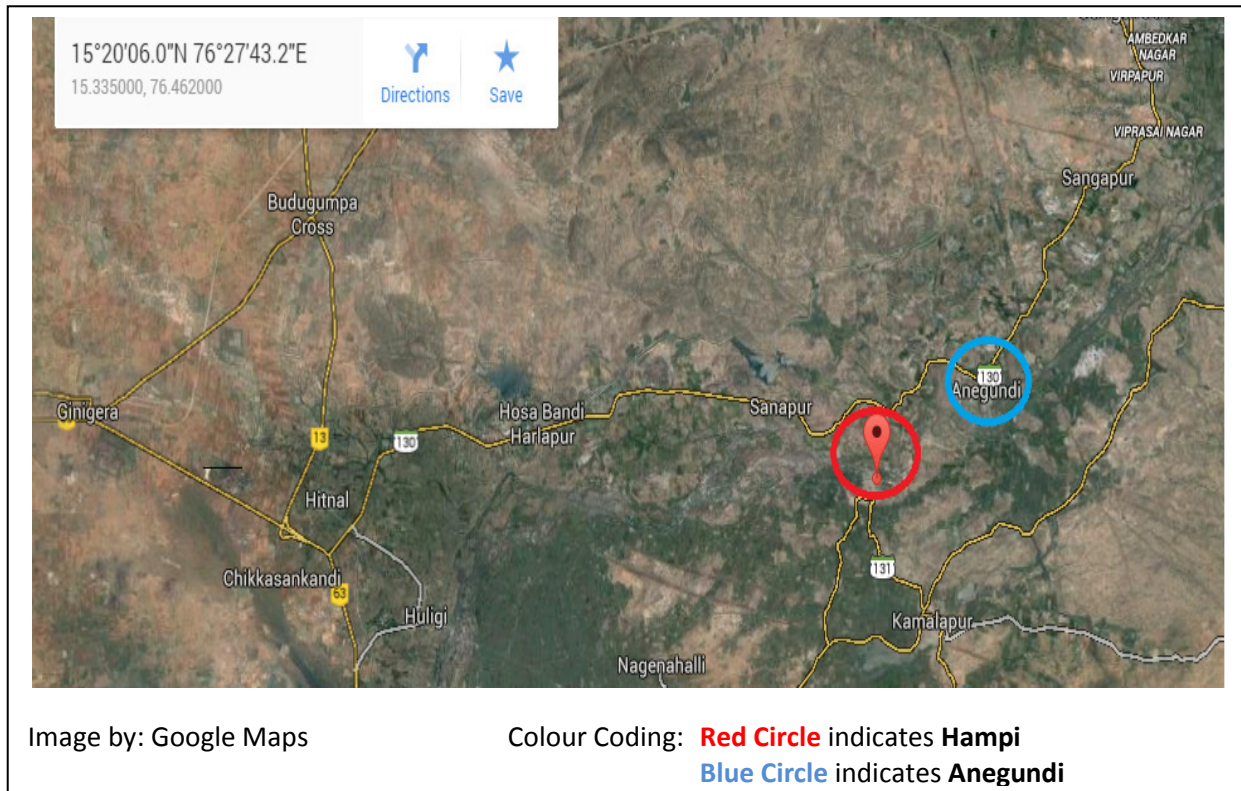 15°20'06.0"N 76°27'43.2"E
15.335000, 76.462000
Directions
Save
AMBEDKAR
NAGAR
VIRPAPUR
VIPRASAI NAGAR
Sangapur
Budugumpa
Cross
130
Anegundi
Ginigera
Hosa Bandi
Harlapur
Sanapur
13
130
Hitnal
Chikkasankandi
63
Huligi
131
Kamalapur
Nagenahalli
Image by: Google Maps
Colour Coding: Red Circle indicates Hampi
Blue Circle indicates Anegundi